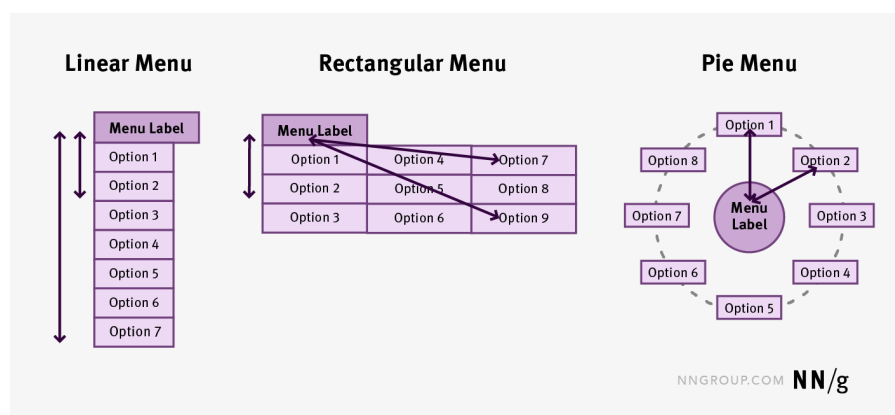 Linear Menu
Menu Label
Option 1
Option 2
Option 3
Option 4
Option 5
Option 6
Option 7
Rectangular Menu
Menu Label
Option 1 Option 4 Option 7
Option 2 Option 5 Option 8
Option 3 Option 6 Option 9
Pie Menu
Option 1
Option 8 Option 2
Menu
Label
Option 7 Option 3
Option 6 Option 4
Option 5
NNGROUP.COM NN/g